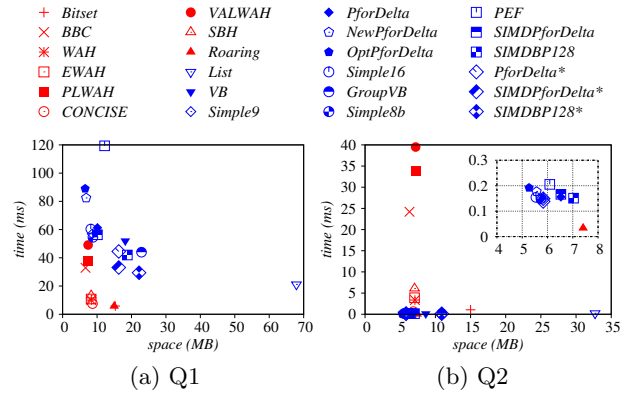 Bitset VALWAH PforDelta PEF
BBC SBH NewPforDelta SIMDPforDelta
WAH Roaring OptPforDelta SIMDBP128
EWAH List Simple16 PforDelta*
PLWAH VB GroupVB SIMDPforDelta*
CONCISE Simple9 Simple8b SIMDBP128*
time (ms)
120
100
80
60
40
20
0
0 10 20 30 40 50 60 70
space (MB)
(a) Q1
time (ms)
40
35
30
25
20
15
10
5
0
0 5 10 15 20 25 30 35
space (MB)
0.3
0.2
0.1
0
4 5 6 7 8
(b) Q2